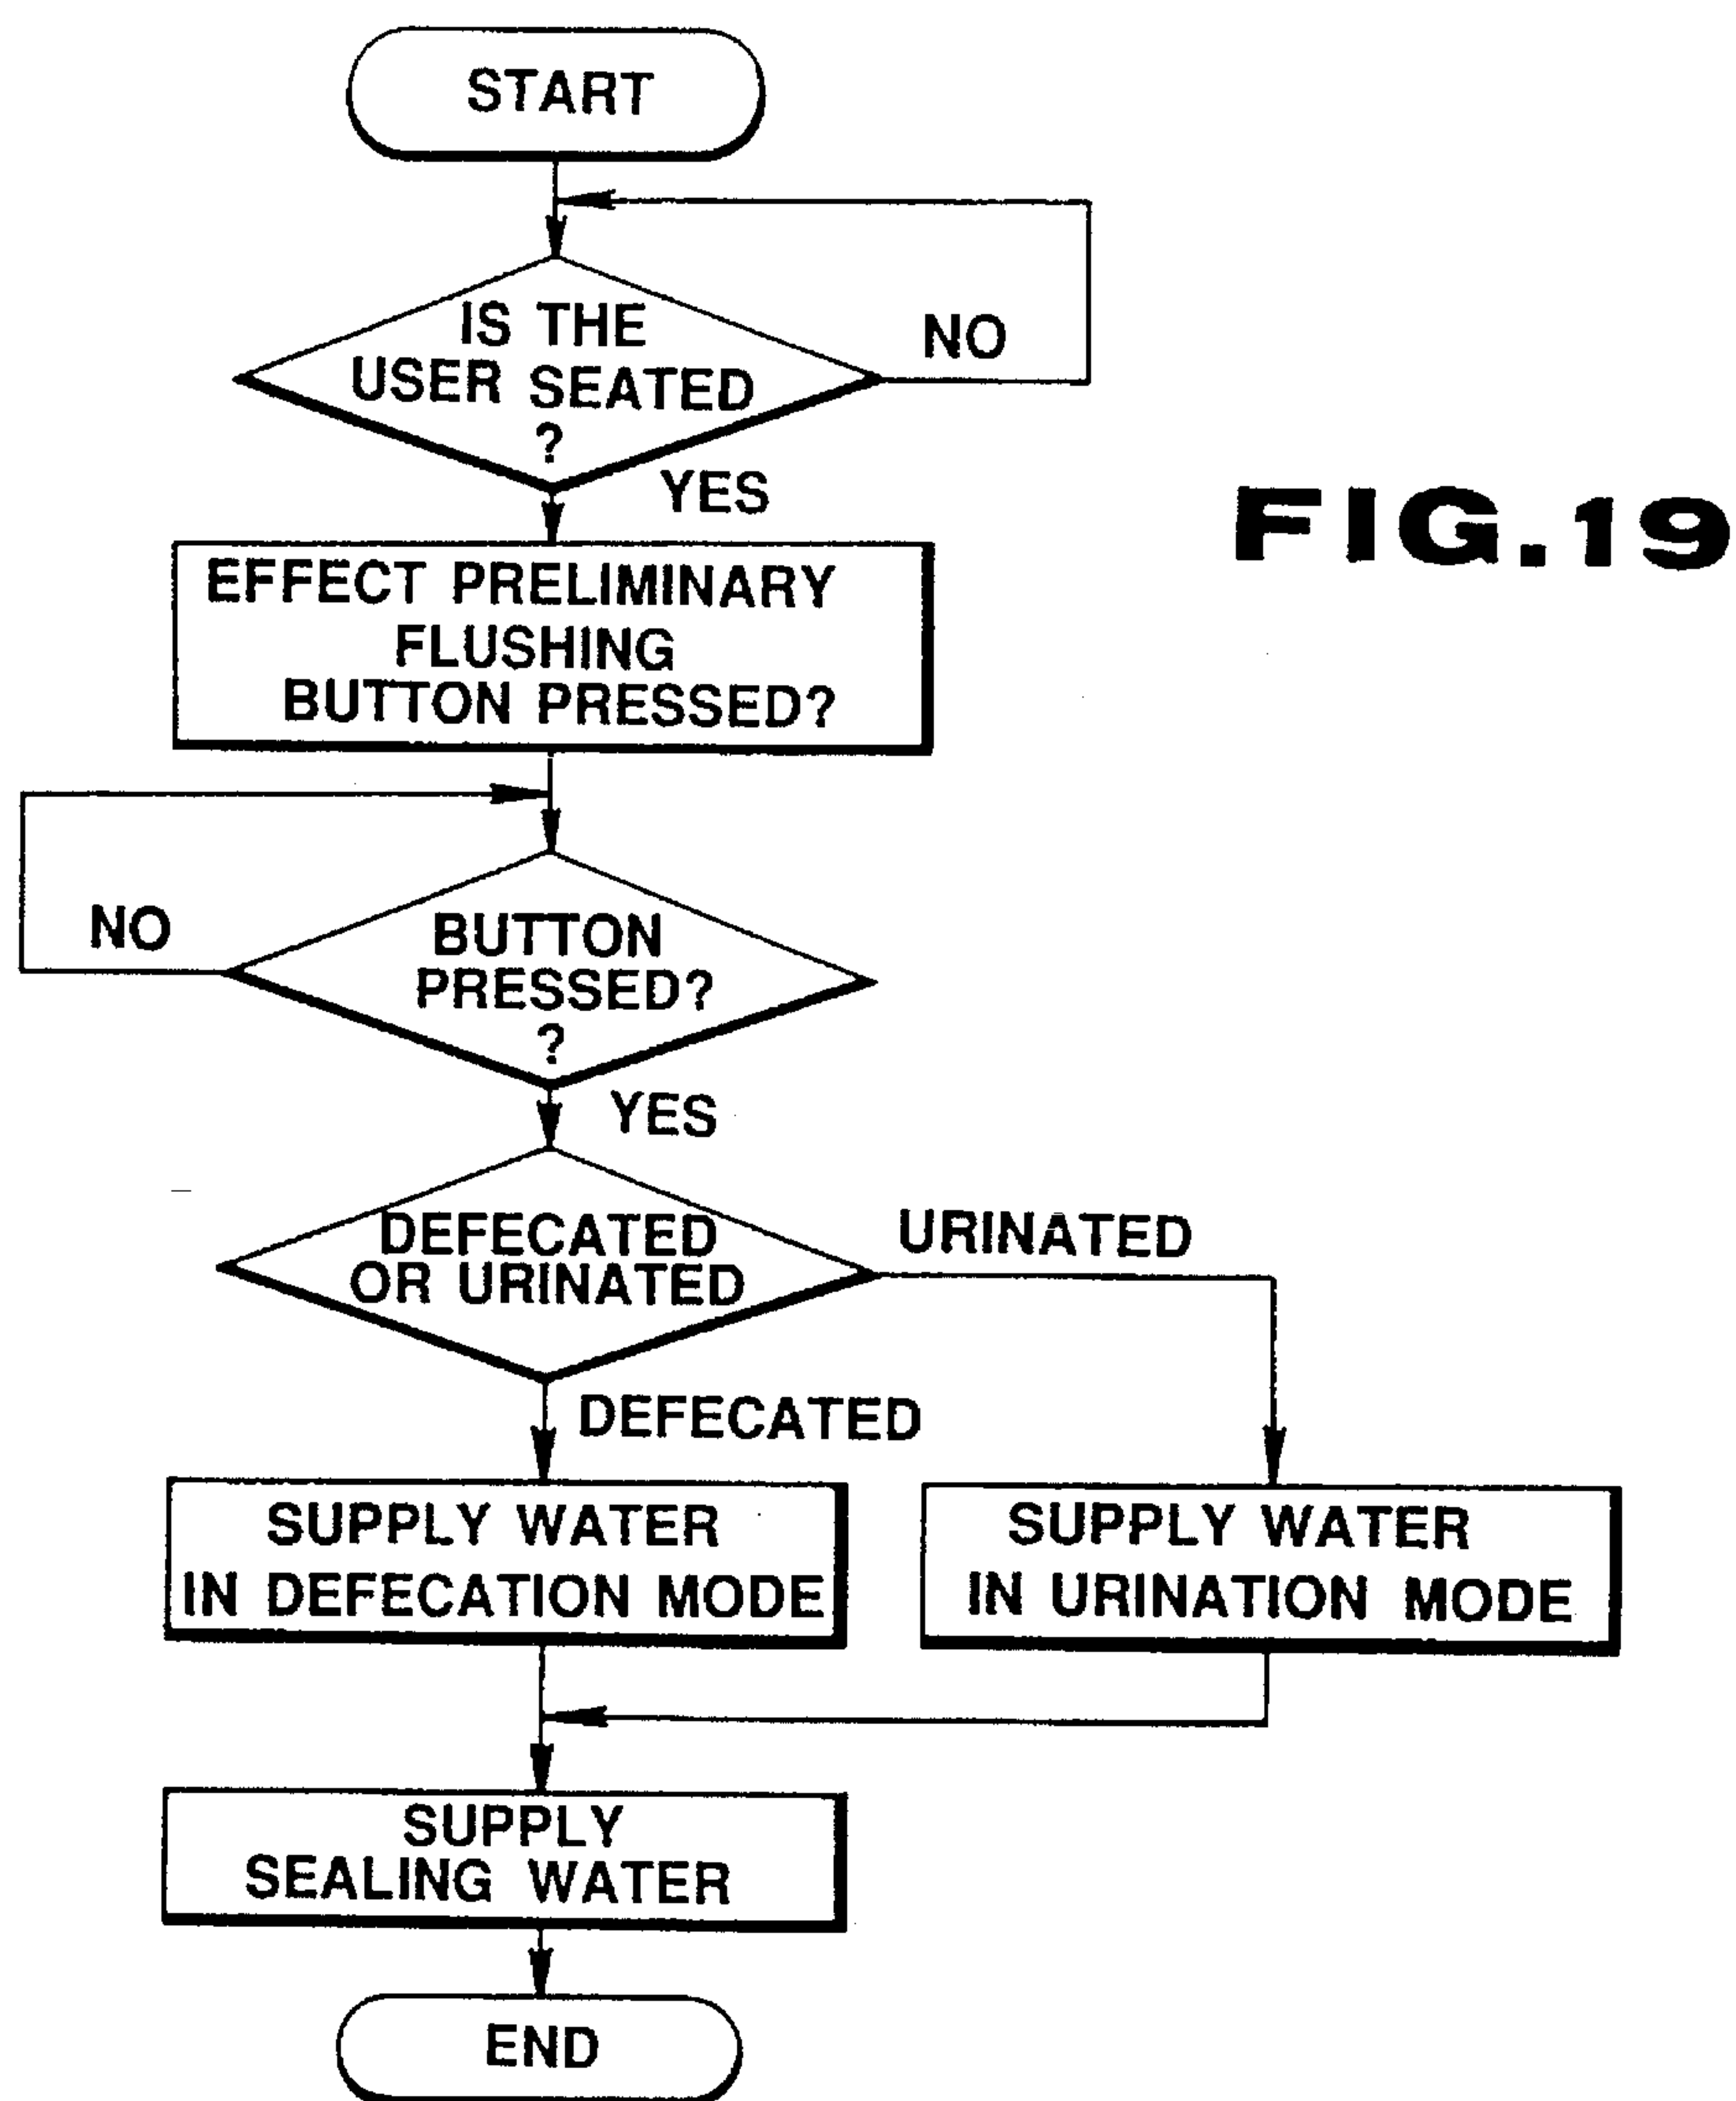 START
IS THE
USER SEATED
?
NO
YES
FIG.19
EFFECT PRELIMINARY
FLUSHING
BUTTON PRESSED?
NO
BUTTON
PRESSED?
?
YES
DEFECATED
OR URINATED
URINATED
DEFECATED
SUPPLY WATER
IN DEFECATION MODE
SUPPLY WATER
IN URINATION MODE
SUPPLY
SEALING WATER
END